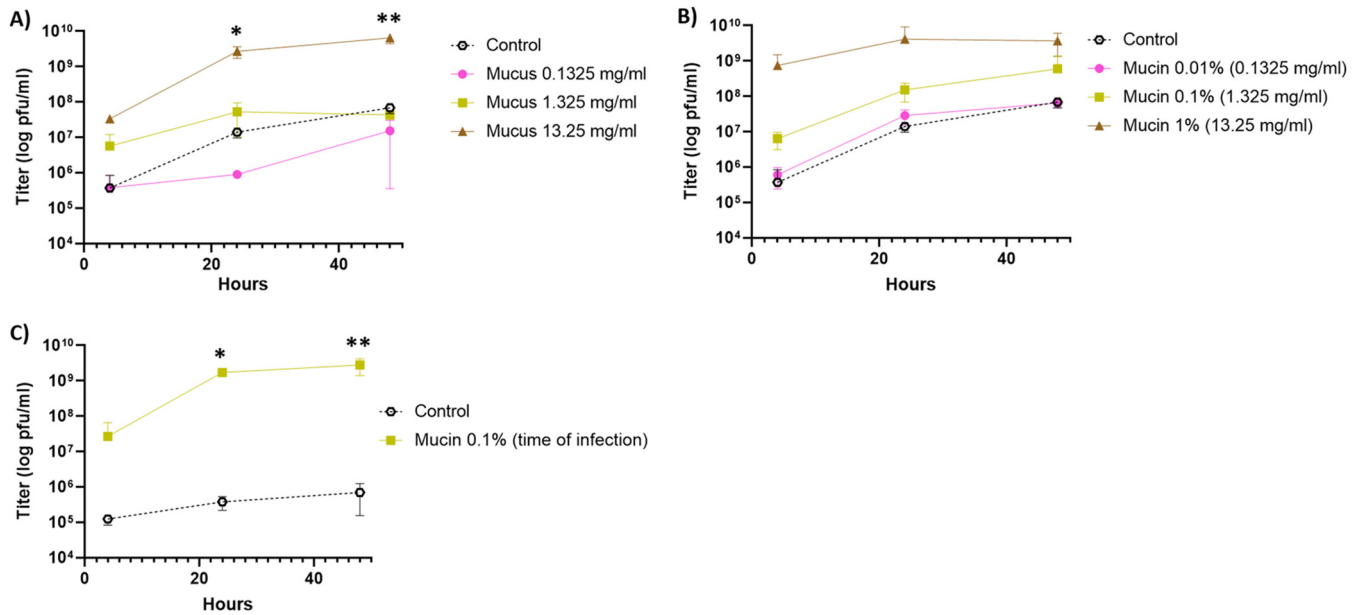 A)
Titer (log pfu/ml)
10¹⁰
10⁹
10⁸
10⁷
10⁶
10⁵
10⁴
* **
0 20 40
Hours
Control
Mucus 0.1325 mg/ml
Mucus 1.325 mg/ml
Mucus 13.25 mg/ml
B)
Titer (log pfu/ml)
10¹⁰
10⁹
10⁸
10⁷
10⁶
10⁵
10⁴
0 20 40
Hours
Control
Mucin 0.01% (0.1325 mg/ml)
Mucin 0.1% (1.325 mg/ml)
Mucin 1% (13.25 mg/ml)
C)
Titer (log pfu/ml)
10¹⁰
10⁹
10⁸
10⁷
10⁶
10⁵
10⁴
* **
0 20 40
Hours
Control
Mucin 0.1% (time of infection)